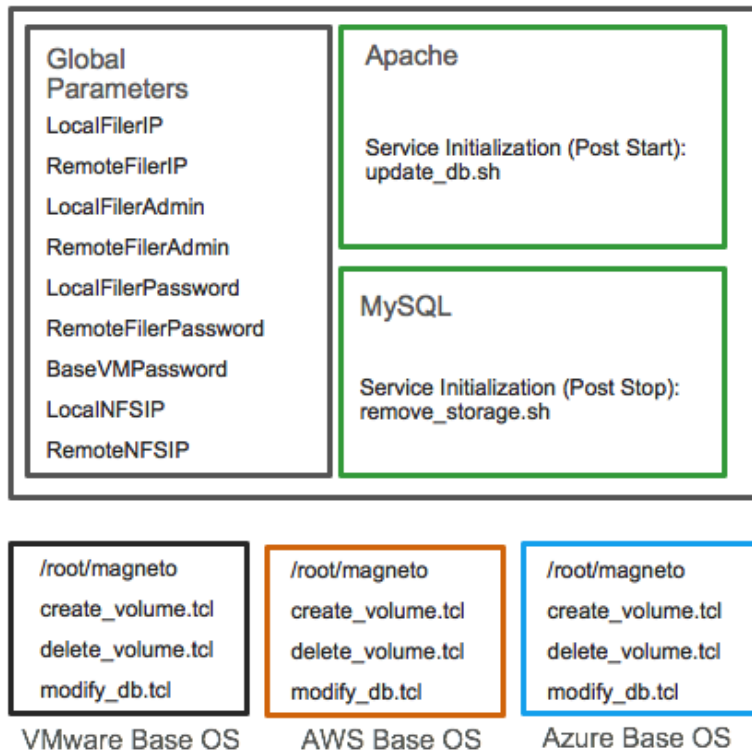 Global
Parameters
LocalFilerIP
RemoteFilerIP
LocalFilerAdmin
RemoteFilerAdmin
LocalFilerPassword
RemoteFilerPassword
BaseVMPassword
LocalNFSIP
RemoteNFSIP
Apache
Service Initialization (Post Start):
update_db.sh
MySQL
Service Initialization (Post Stop):
remove_storage.sh
/root/magneto
create_volume.tcl
delete_volume.tcl
modify_db.tcl
VMware Base OS
/root/magneto
create_volume.tcl
delete_volume.tcl
modify_db.tcl
AWS Base OS
/root/magneto
create_volume.tcl
delete_volume.tcl
modify_db.tcl
Azure Base OS